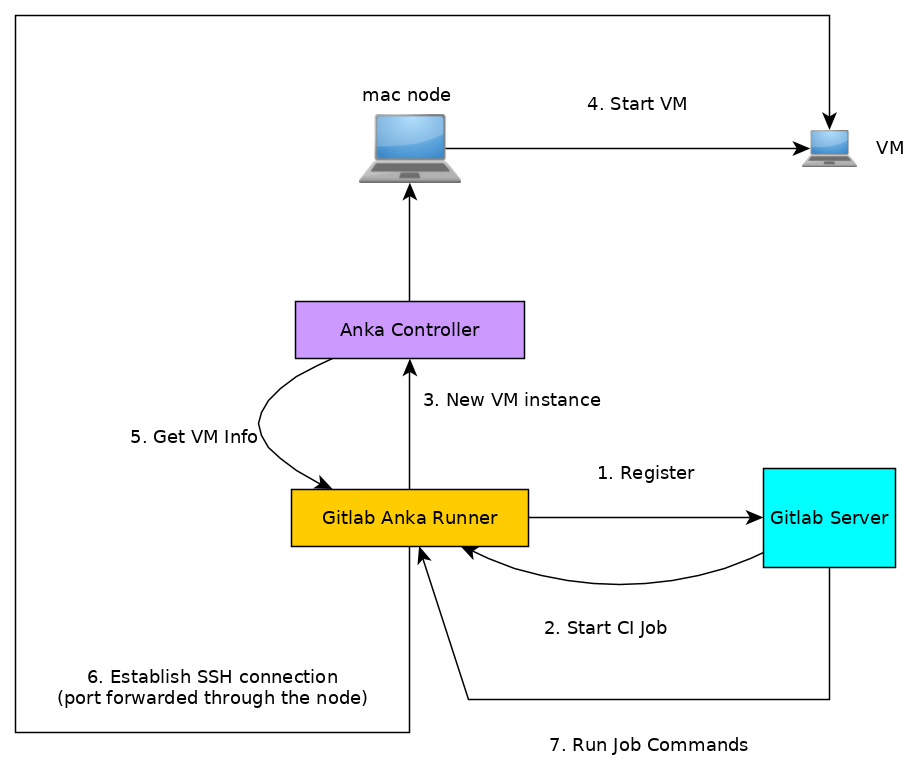 mac node
4. Start VM
VM
Anka Controller
3. New VM instance
5. Get VM Info
1. Register
Gitlab Anka Runner
Gitlab Server
2. Start CI Job
6. Establish SSH connection
(port forwarded through the node)
7. Run Job Commands